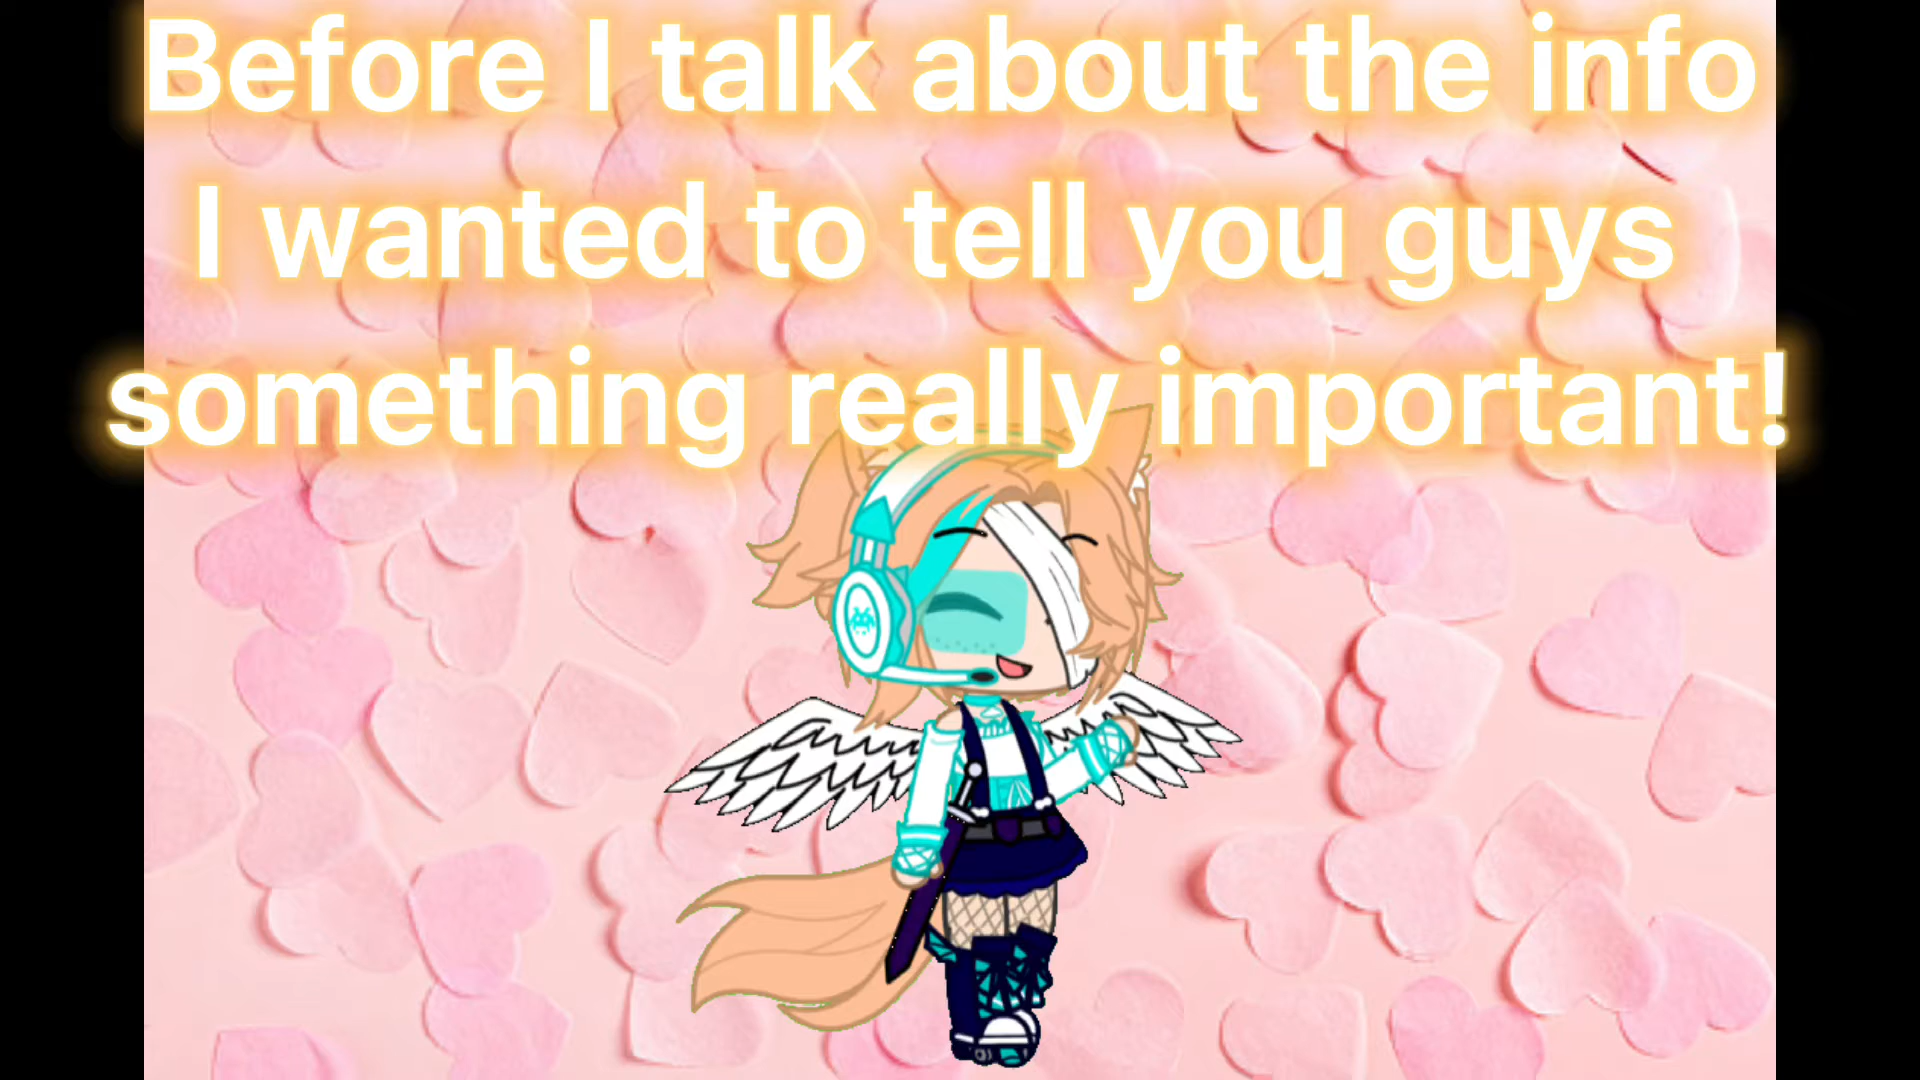 Before I talk about the info
I wanted to tell you guys
something really important!